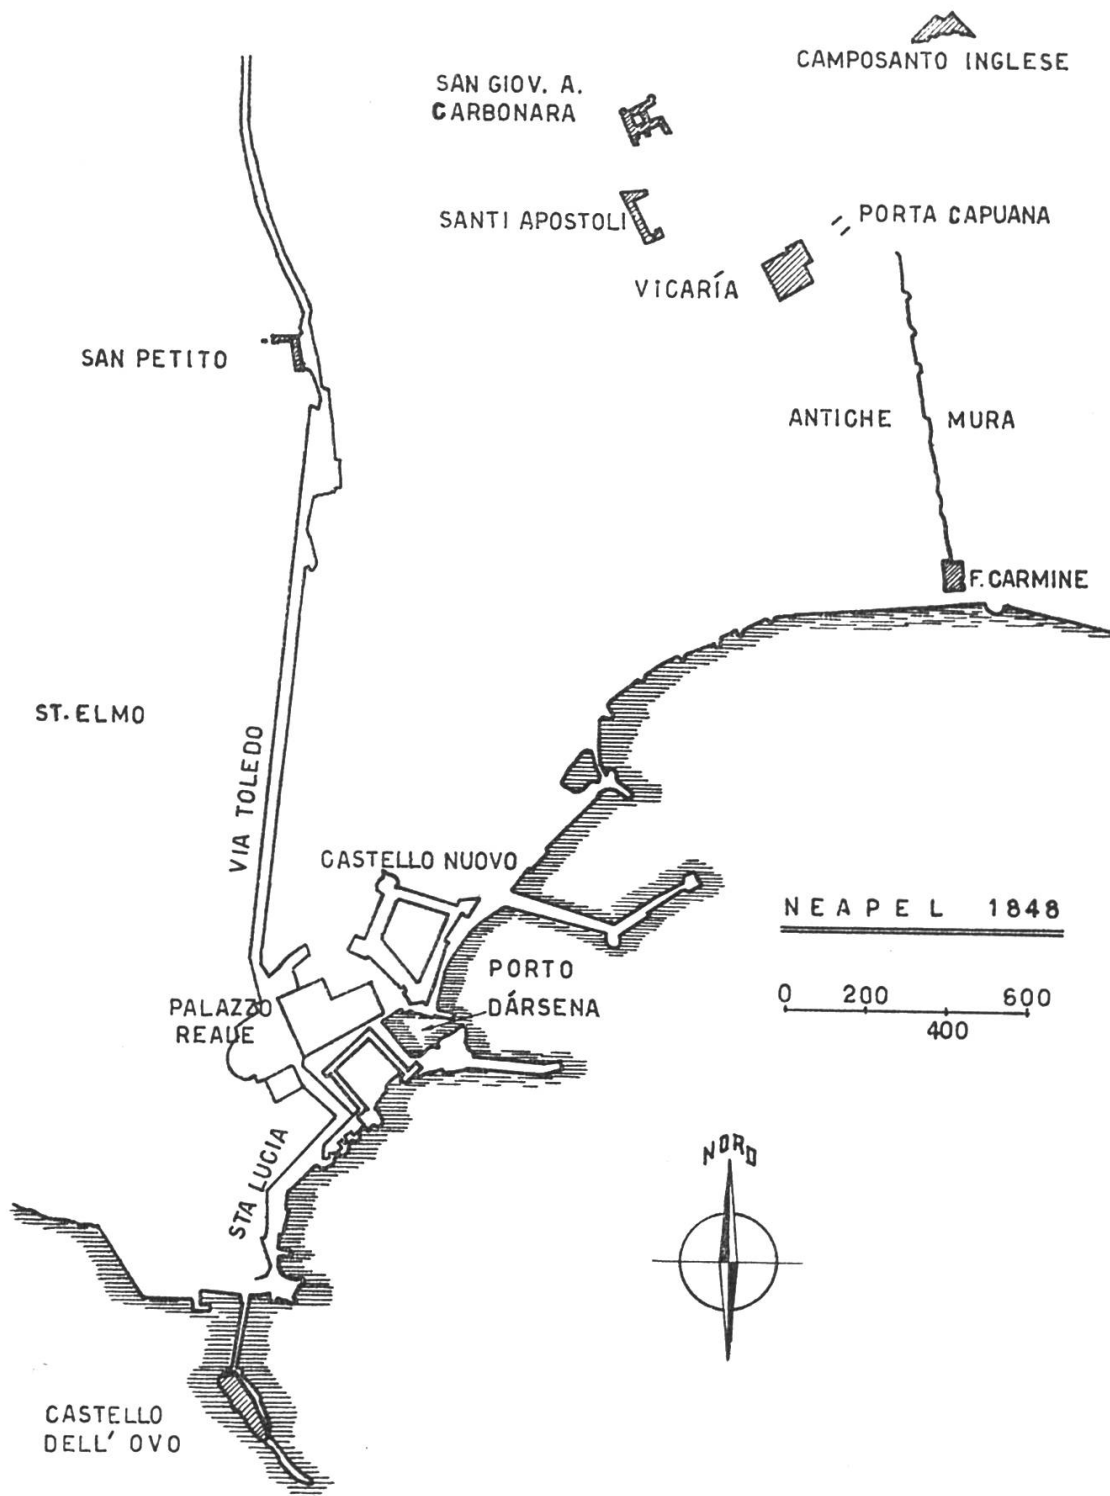 CAMPOSANTO INGLESE
SAN GIOV. A.
CARBONARA
SANTI APOSTOLI
PORTA CAPUANA
VICARÍA
SAN PETITO
ANTICHE MURA
F. CARMINE
ST. ELMO
VIA TOLEDO
CASTELLO NUOVO
NEAPEL 1848
PORTO
DÁRSENA
0 200 600
400
PALAZZO
REALE
STA LUCIA
NORD
CASTELLO
DELL' OVO